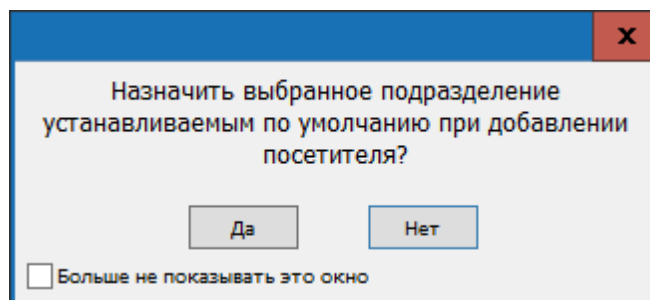 x
Назначить выбранное подразделение
устанавливаемым по умолчанию при добавлении
посетителя?
Да Нет
Больше не показывать это окно